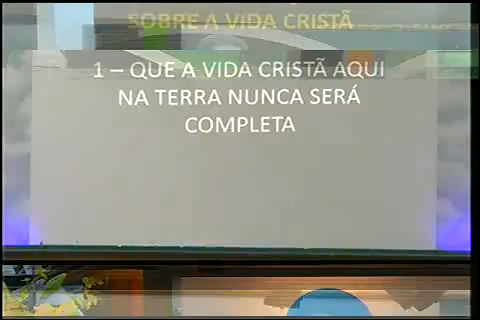 SOBRE A VIDA CRISTÃ
1 – QUE A VIDA CRISTÃ AQUI
NA TERRA NUNCA SERÁ
COMPLETA